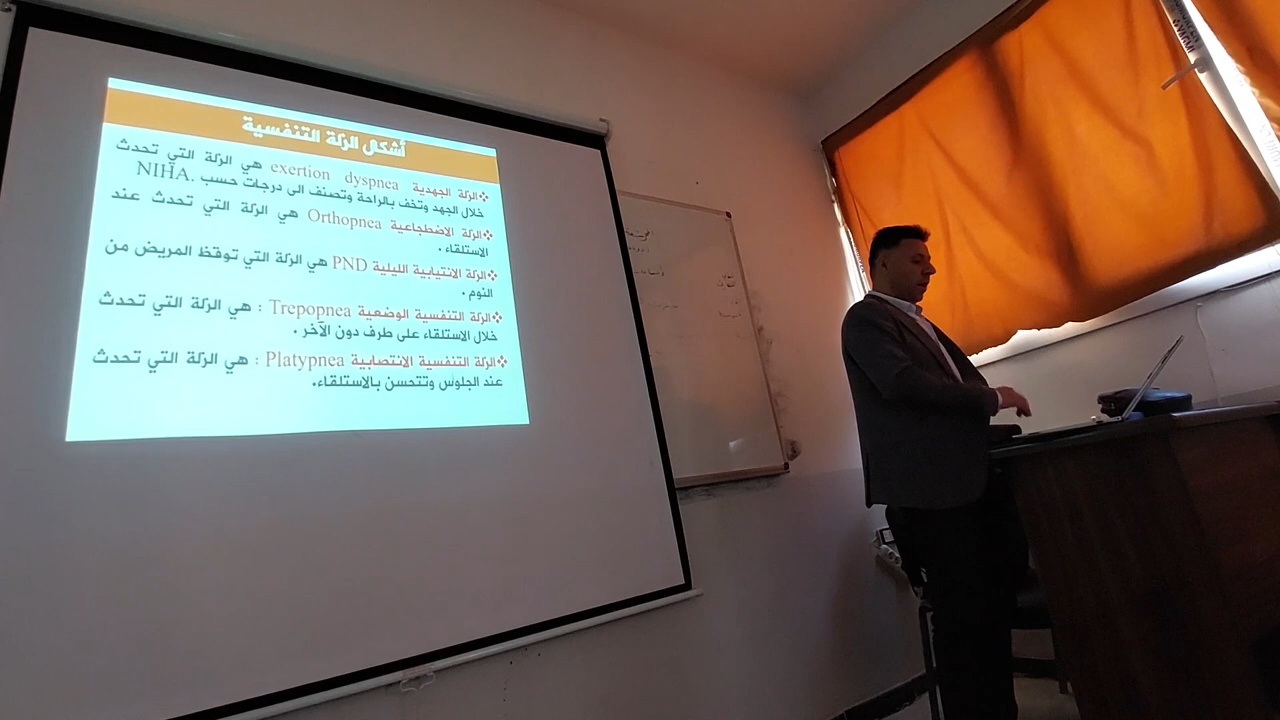 أشكال الزلة التنفسية
❖الزلة الجهدية exertion dyspnea هي الزلة التي تحدث
خلال الجهد وتخف بالراحة وتصنف الى درجات حسب NIHA.
❖الزلة الاضطجاعية Orthopnea هي الزلة التي تحدث عند
الاستلقاء .
❖الزلة الانتيابية الليلية PND هي الزلة التي توقظ المريض من
النوم .
❖الزلة التنفسية الوضعية Trepopnea : هي الزلة التي تحدث
خلال الاستلقاء على طرف دون الآخر .
❖الزلة التنفسية الانتصابية Platypnea : هي الزلة التي تحدث
عند الجلوس وتتحسن بالاستلقاء.